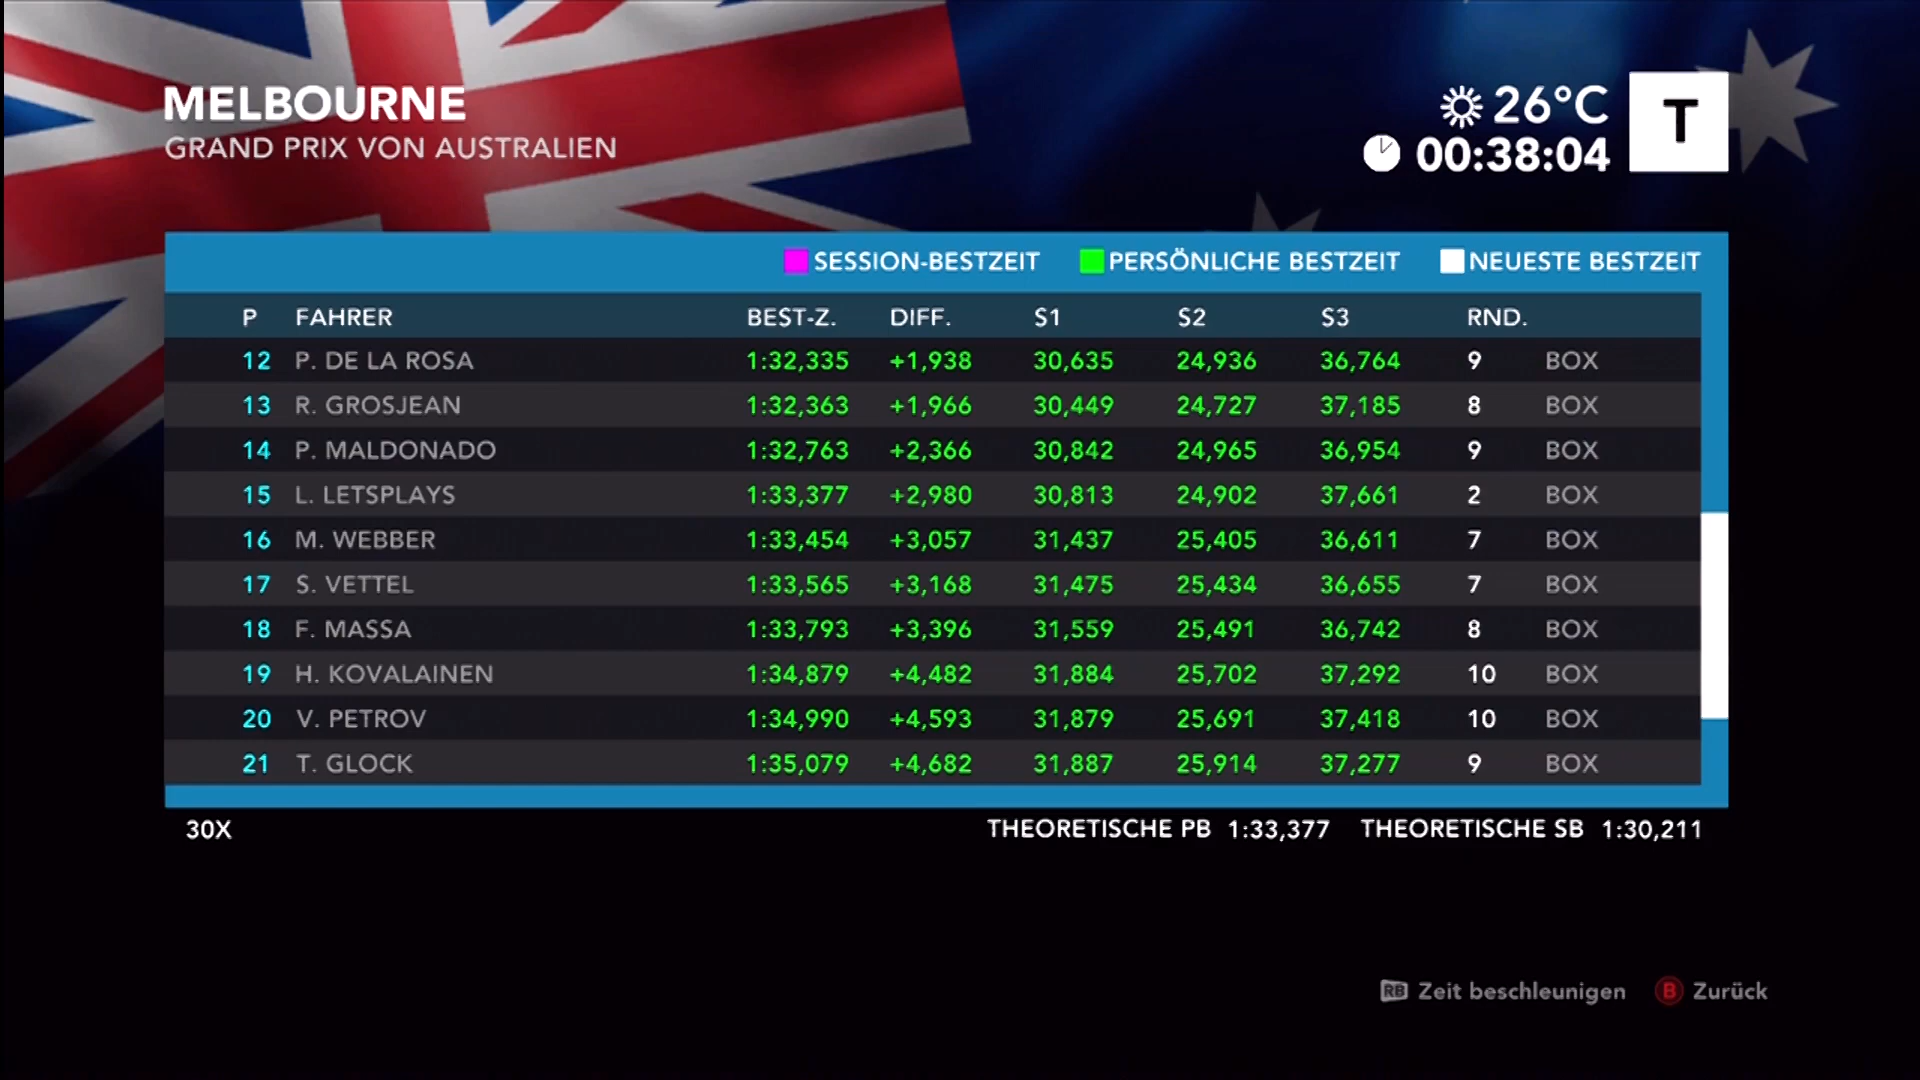 MELBOURNE
GRAND PRIX VON AUSTRALIEN
26°C
00:38:04
T
SESSION-BESTZEIT PERSÖNLICHE BESTZEIT NEUESTE BESTZEIT
P FAHRER BEST-Z. DIFF. S1 S2 S3 RND.
12 P. DE LA ROSA 1:32,335 +1,938 30,635 24,936 36,764 9 BOX
13 R. GROSJEAN 1:32,363 +1,966 30,449 24,727 37,185 8 BOX
14 P. MALDONADO 1:32,763 +2,366 30,842 24,965 36,954 9 BOX
15 L. LETSPLAYS 1:33,377 +2,980 30,813 24,902 37,661 2 BOX
16 M. WEBBER 1:33,454 +3,057 31,437 25,405 36,611 7 BOX
17 S. VETTEL 1:33,565 +3,168 31,475 25,434 36,655 7 BOX
18 F. MASSA 1:33,793 +3,396 31,559 25,491 36,742 8 BOX
19 H. KOVALAINEN 1:34,879 +4,482 31,884 25,702 37,292 10 BOX
20 V. PETROV 1:34,990 +4,593 31,879 25,691 37,418 10 BOX
21 T. GLOCK 1:35,079 +4,682 31,887 25,914 37,277 9 BOX
30X THEORETISCHE PB 1:33,377 THEORETISCHE SB 1:30,211
RB Zeit beschleunigen B Zurück